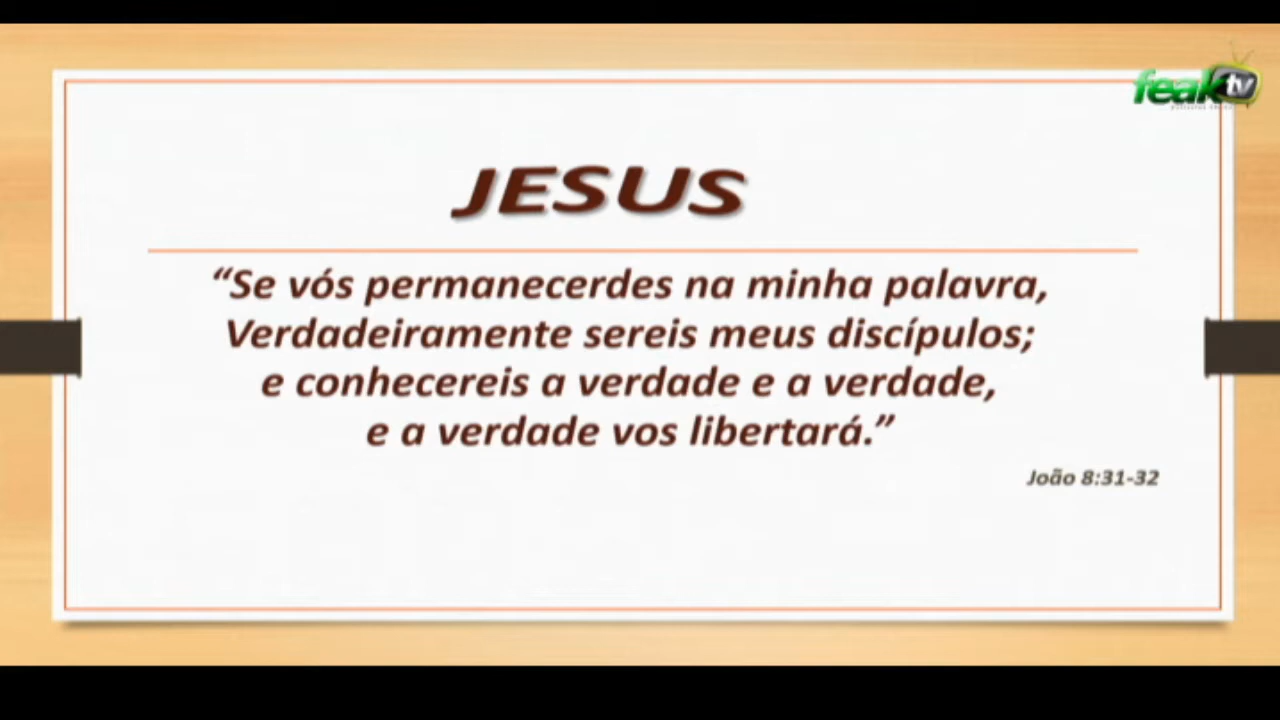 feak tv
JESUS
“Se vós permanecerdes na minha palavra,
Verdadeiramente sereis meus discípulos;
e conhecereis a verdade e a verdade,
e a verdade vos libertará.”
João 8:31-32